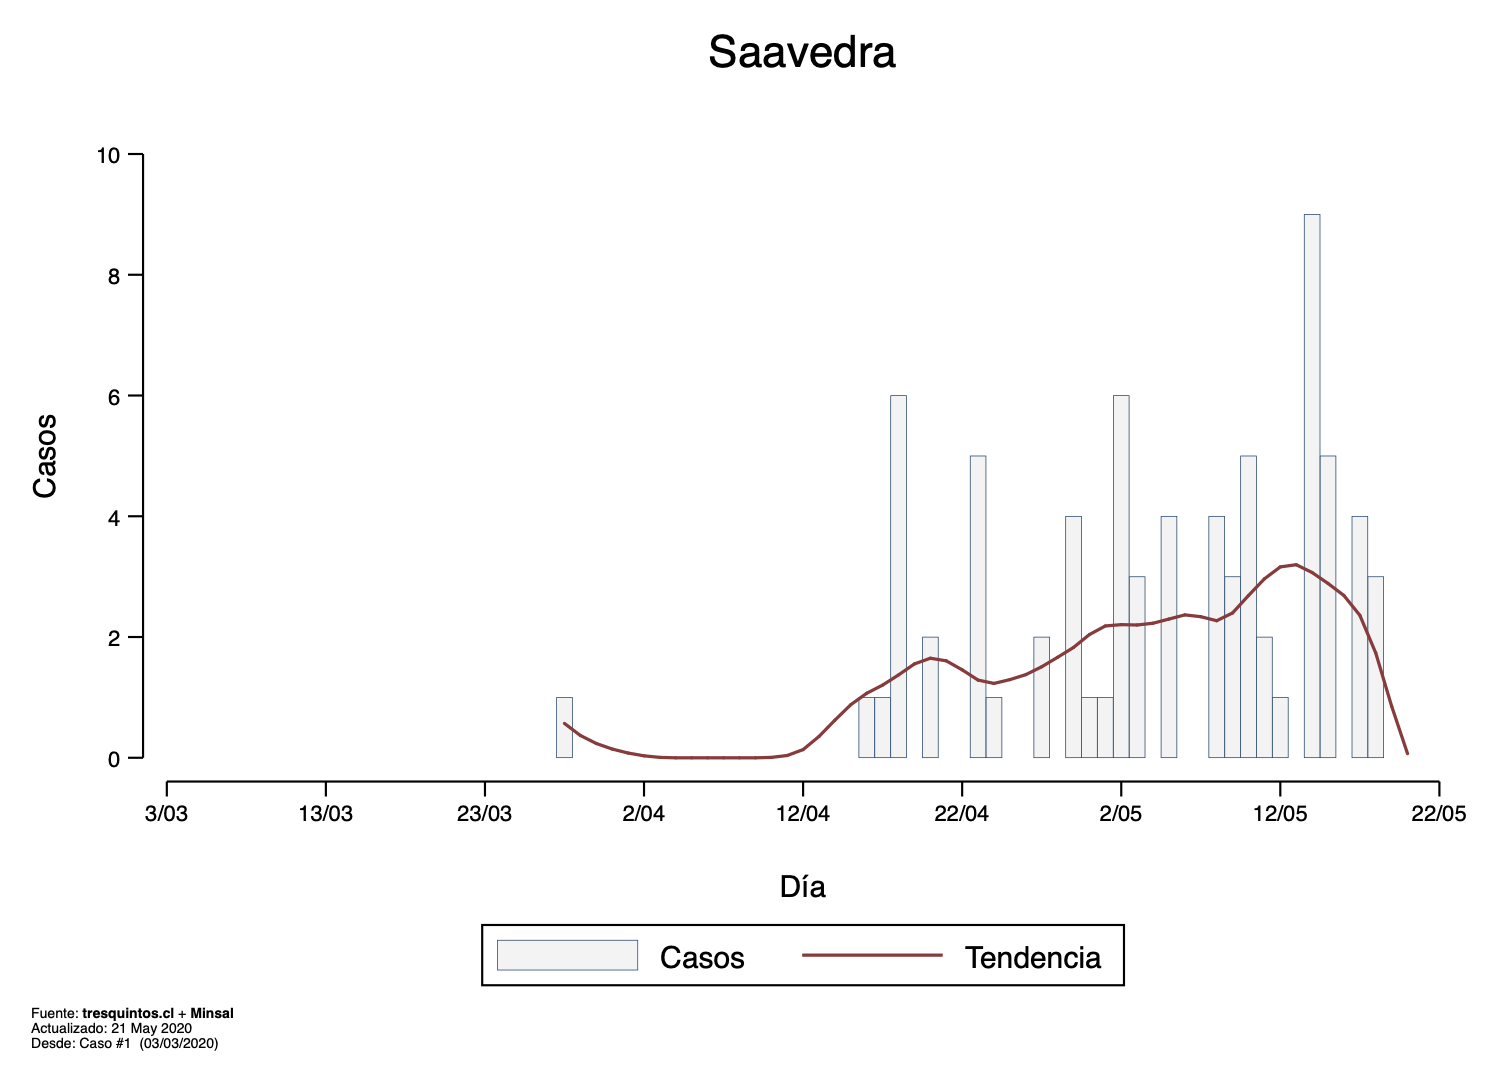 Saavedra
10
8
6
4
2
0
Casos
3/03 13/03 23/03 2/04 12/04 22/04 2/05 12/05 22/05
Día
Casos Tendencia
Fuente: tresquintos.cl + Minsal
Actualizado: 21 May 2020
Desde: Caso #1 (03/03/2020)